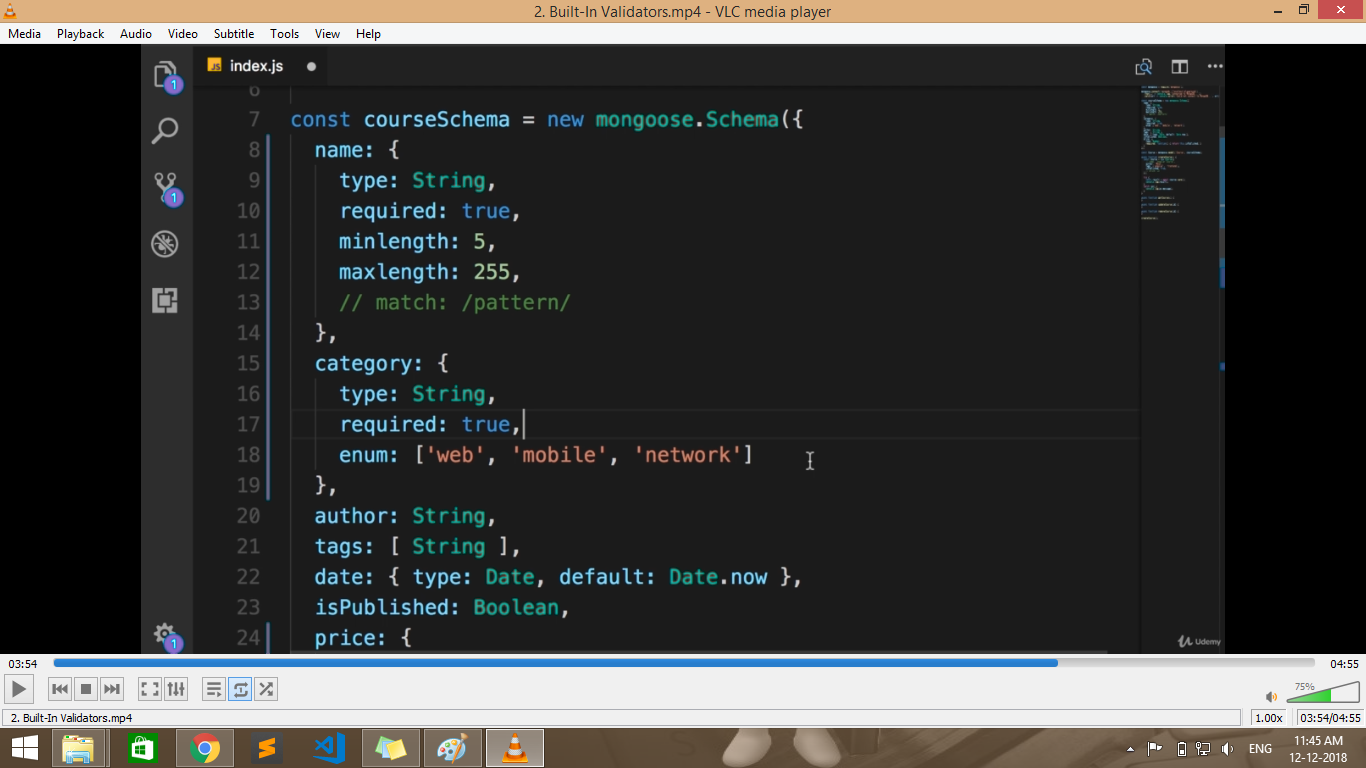 2. Built-In Validators.mp4 - VLC media player
Media Playback Audio Video Subtitle Tools View Help
index.js
6
7 const courseSchema = new mongoose.Schema({
8 name: {
9 type: String,
10 required: true,
11 minlength: 5,
12 maxlength: 255,
13 // match: /pattern/
14 },
15 category: {
16 type: String,
17 required: true,
18 enum: ['web', 'mobile', 'network']
19 },
20 author: String,
21 tags: [ String ],
22 date: { type: Date, default: Date.now },
23 isPublished: Boolean,
24 price: {
1
1
1
Udemy
03:54 04:55
75%
2. Built-In Validators.mp4 1.00x 03:54/04:55
ENG 11:45 AM
12-12-2018